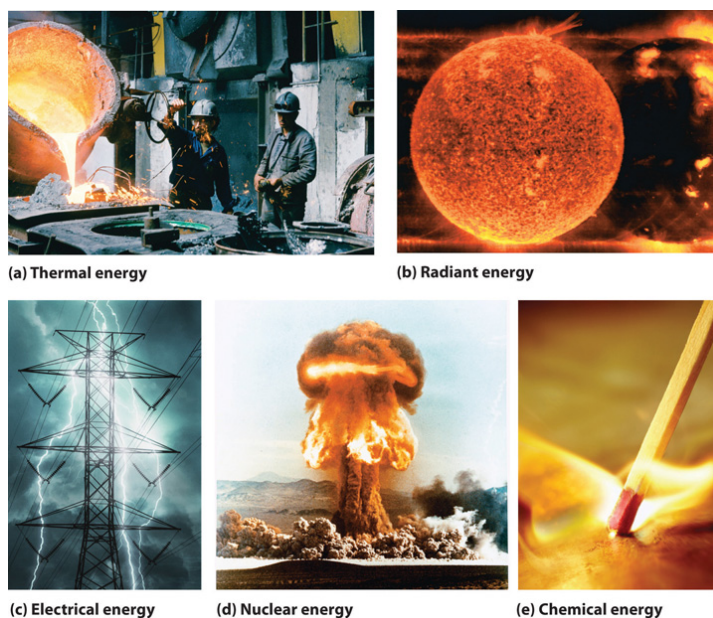 (a) Thermal energy
(b) Radiant energy
(c) Electrical energy
(d) Nuclear energy
(e) Chemical energy